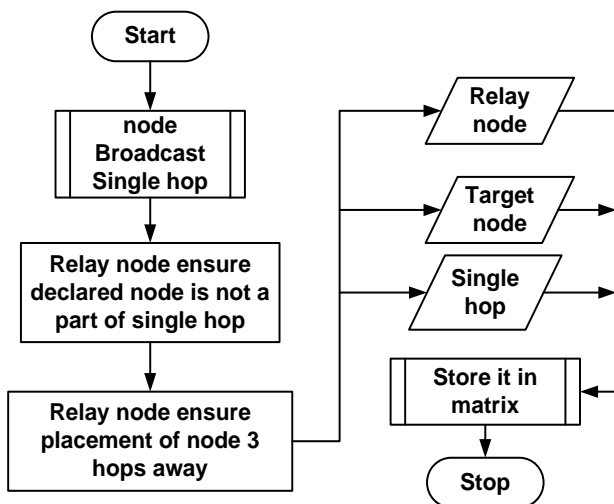 Start
node
Broadcast
Single hop
Relay node ensure
declared node is not a
part of single hop
Relay node ensure
placement of node 3
hops away
Relay
node
Target
node
Single
hop
Store it in
matrix
Stop